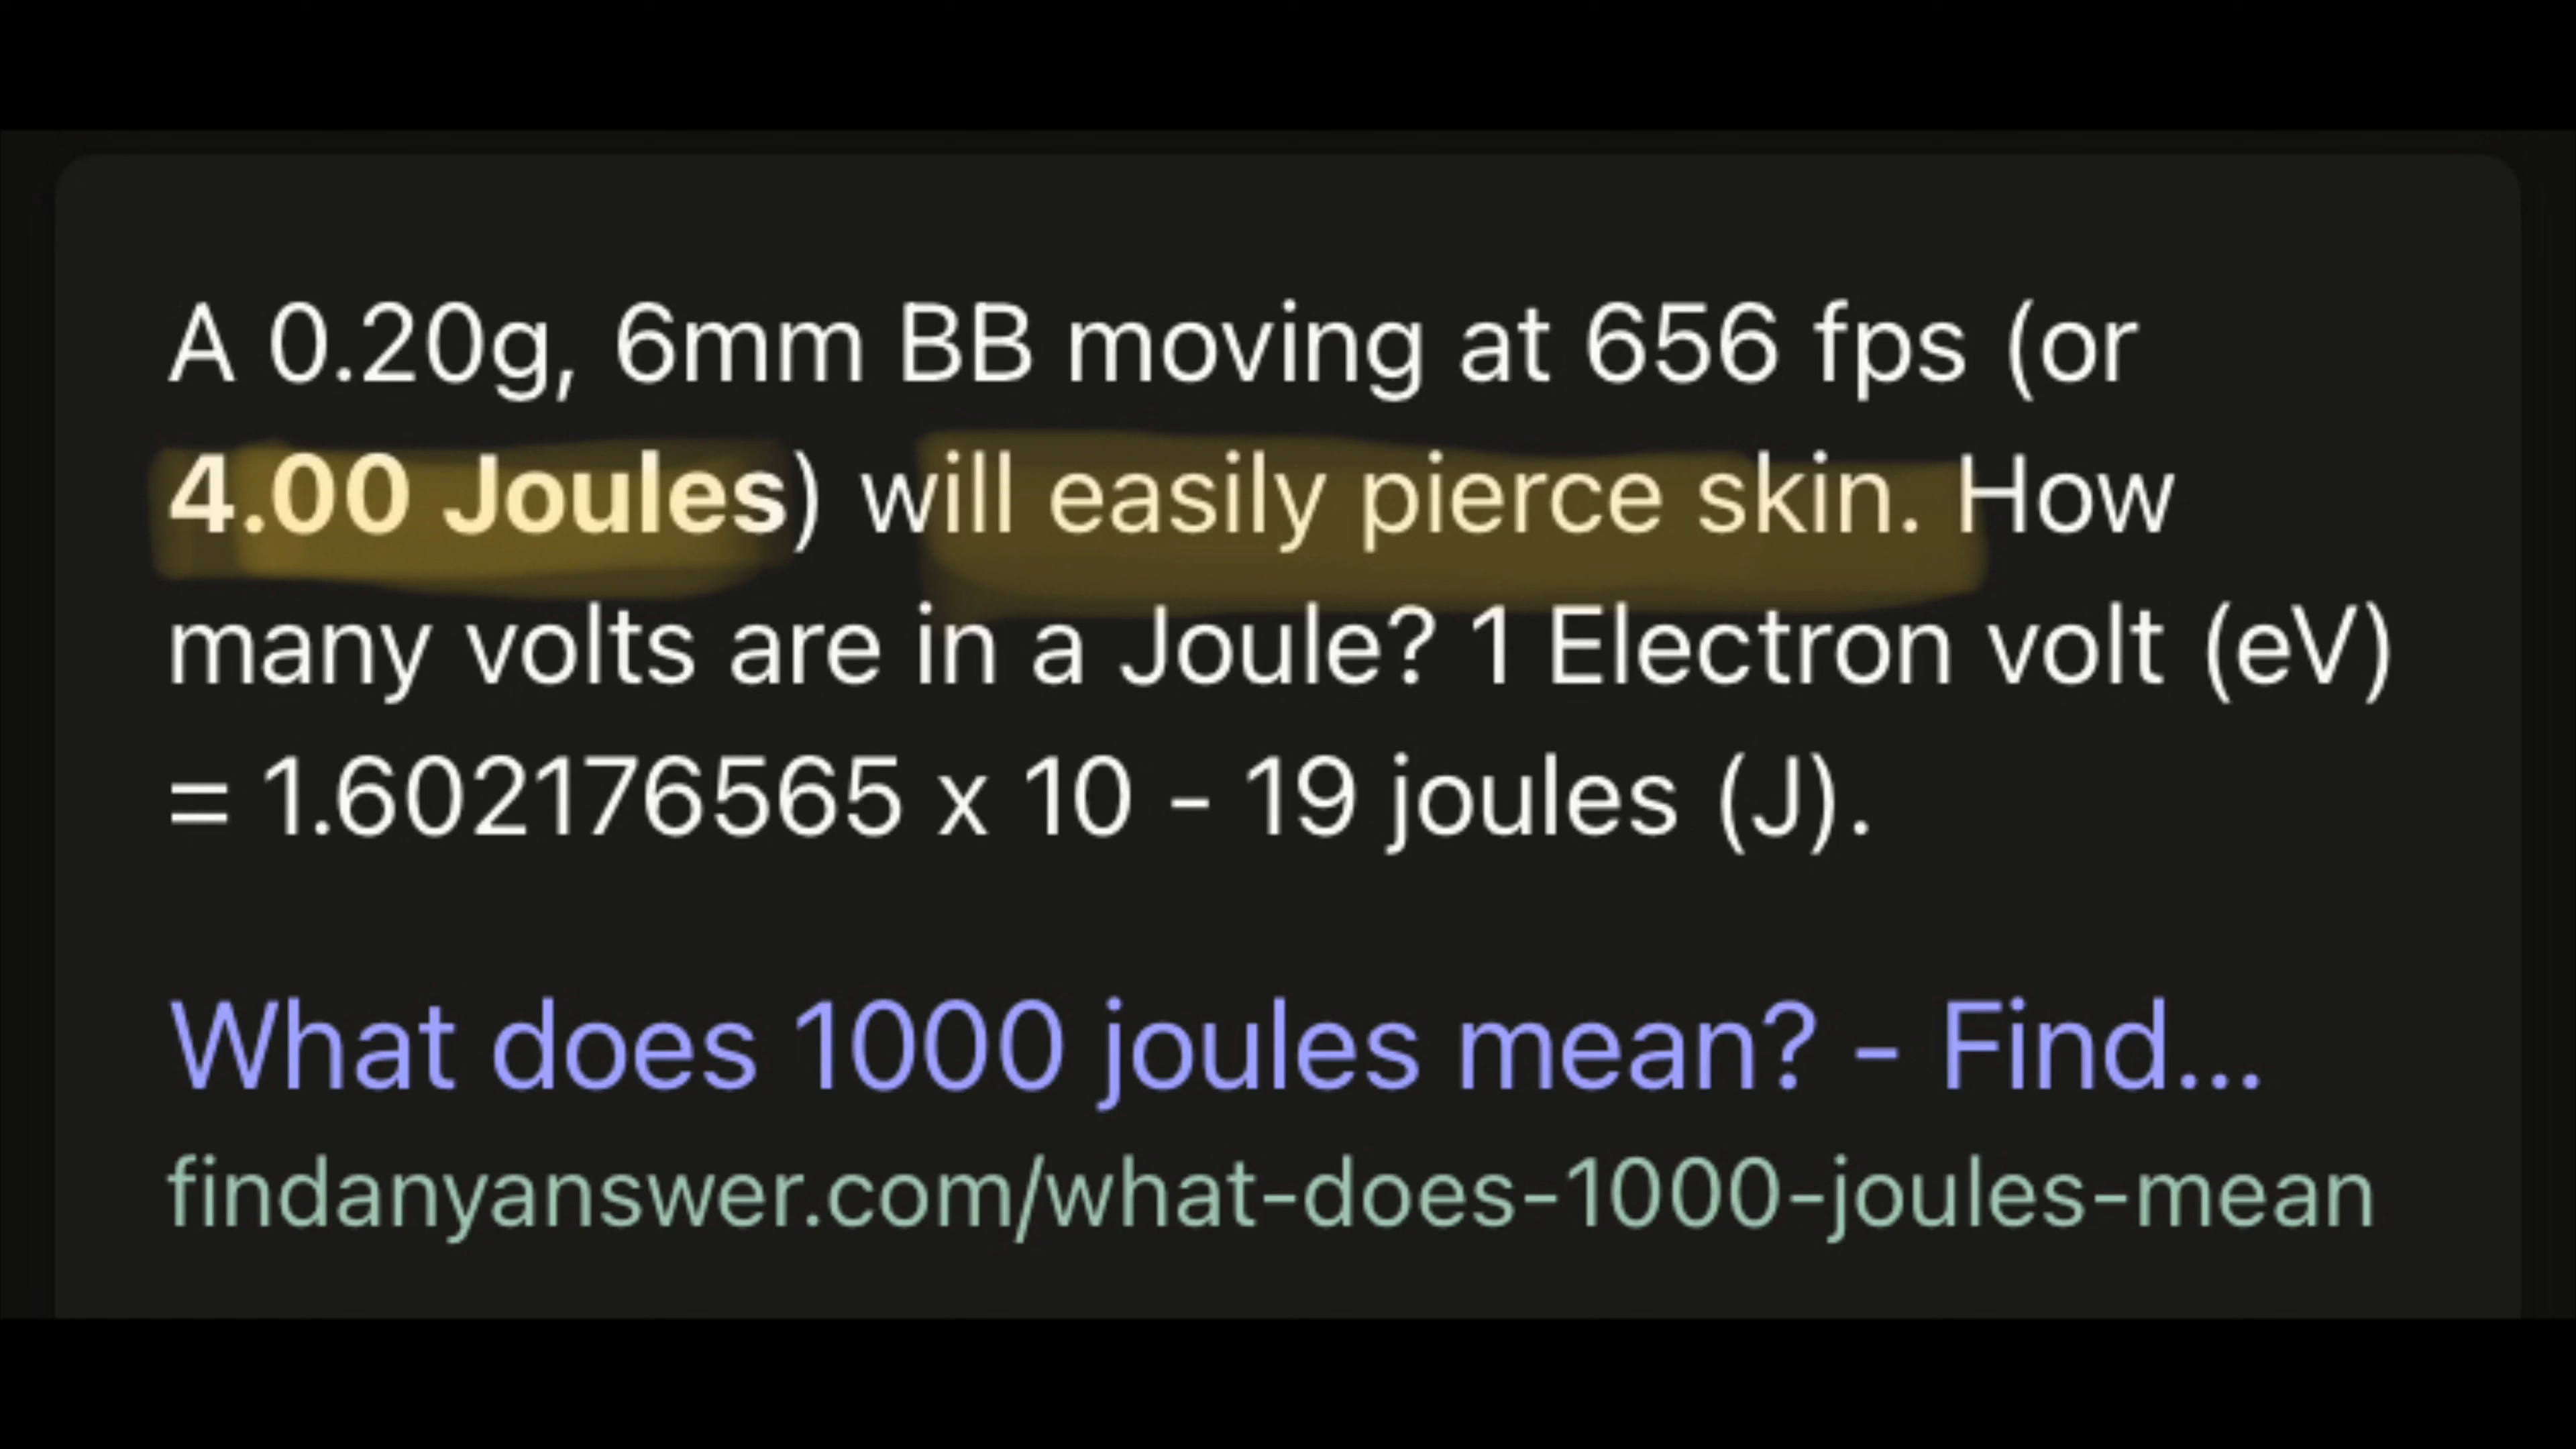 A 0.20g, 6mm BB moving at 656 fps (or
4.00 Joules) will easily pierce skin. How
many volts are in a Joule? 1 Electron volt (eV)
= 1.602176565 x 10 - 19 joules (J).
What does 1000 joules mean? - Find...
findanyanswer.com/what-does-1000-joules-mean